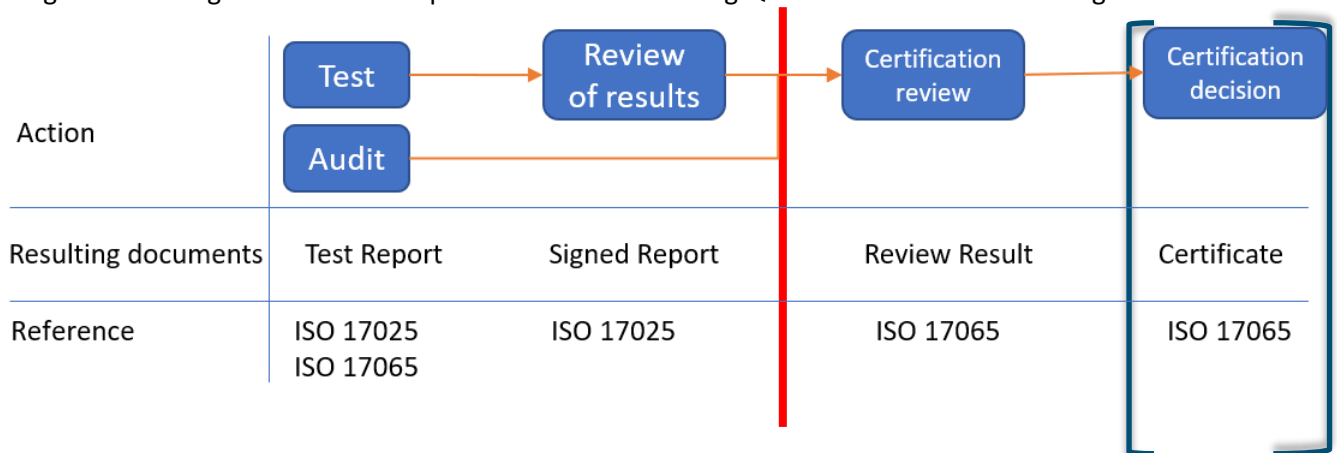 Test
Review
of results
Certification
review
Certification
decision
Action
Audit
Resulting documents
Test Report
Signed Report
Review Result
Certificate
Reference
ISO 17025
ISO 17065
ISO 17025
ISO 17065
ISO 17065